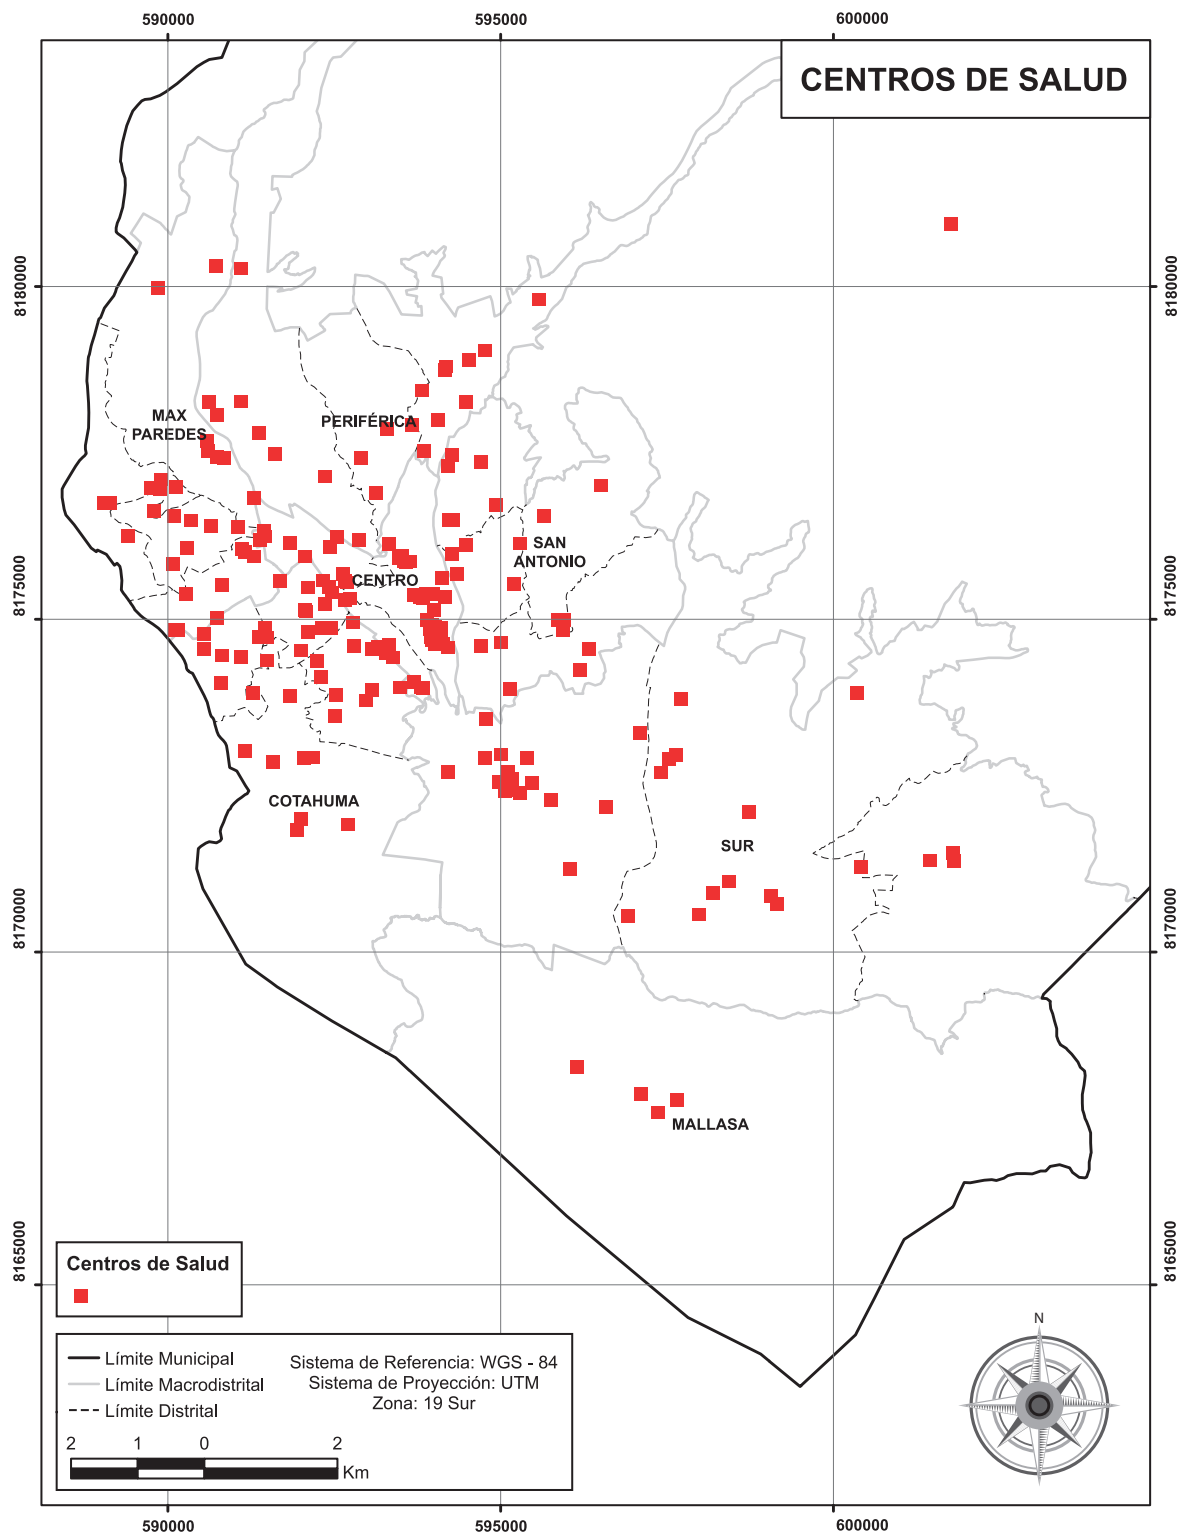 590000
595000
600000
CENTROS DE SALUD
8180000
8180000
MAX
PAREDES
PERIFÉRICA
SAN
ANTONIO
CENTRO
8175000
8175000
COTAHUMA
SUR
8170000
8170000
MALLASA
8165000
8165000
Centros de Salud
Límite Municipal
Límite Macrodistrital
Límite Distrital
Sistema de Referencia: WGS - 84
Sistema de Proyección: UTM
Zona: 19 Sur
2 1 0 2
Km
N
590000
595000
600000